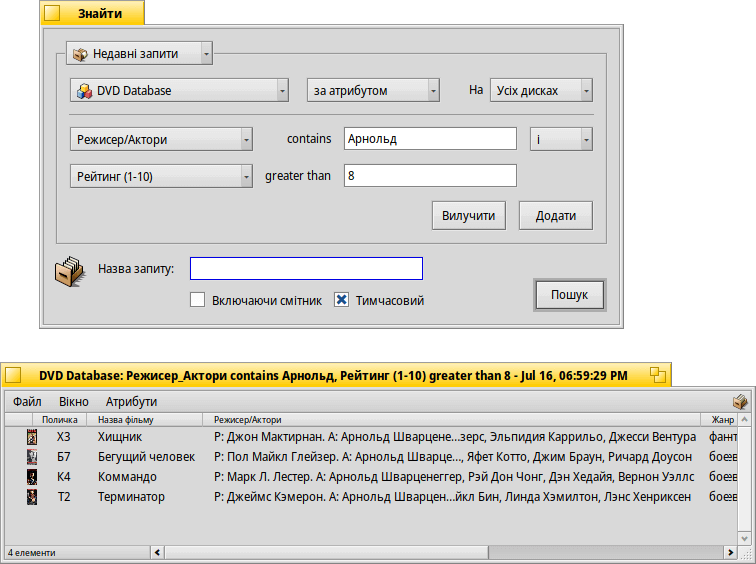 Знайти
Недавні запити
DVD Database за атрибутом На Усіх дисках
Режисер/Актори contains Арнольд і
Рейтинг (1-10) greater than 8
Вилучити Додати
Назва запиту:
Включаючи смітник Тимчасовий Пошук
DVD Database: Режисер_Актори contains Арнольд, Рейтинг (1-10) greater than 8 - Jul 16, 06:59:29 PM
Файл Вікно Атрибути
Поличка Назва фільму Режисер/Актори Жанр
Х3 Хищник Р: Джон Мактирнан. А: Арнольд Шварцене...зерс, Эльпидия Каррильо, Джесси Вентура фант
Б7 Бегущий человек Р: Пол Майкл Глейзер. А: Арнольд Шварце..., Яфет Котто, Джим Браун, Ричард Доусон боев
К4 Коммандо Р: Марк Л. Лестер. А: Арнольд Шварценеггер, Рэй Дон Чонг, Дэн Хедайя, Вернон Уэллс боев
Т2 Терминатор Р: Джеймс Кэмерон. А: Арнольд Шварцен...йкл Бин, Линда Хэмилтон, Лэнс Хенриксен боев
4 елементи